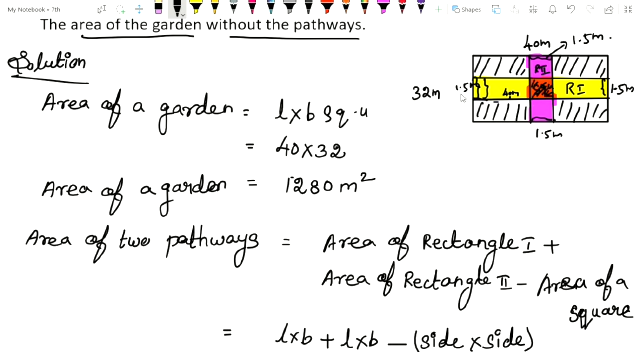 My Notebook - 7th
Shapes
The area of the garden without the pathways.
Solution
Area of a garden = l×b sq.u
= 40×32
Area of a garden = 1280 m²
Area of two pathways = Area of Rectangle I +
Area of Rectangle II - Area of a
square
= l×b + l×b - (side × side)
40m
1.5m
32m
1.5m
R II
R I
1.5m
1.5m